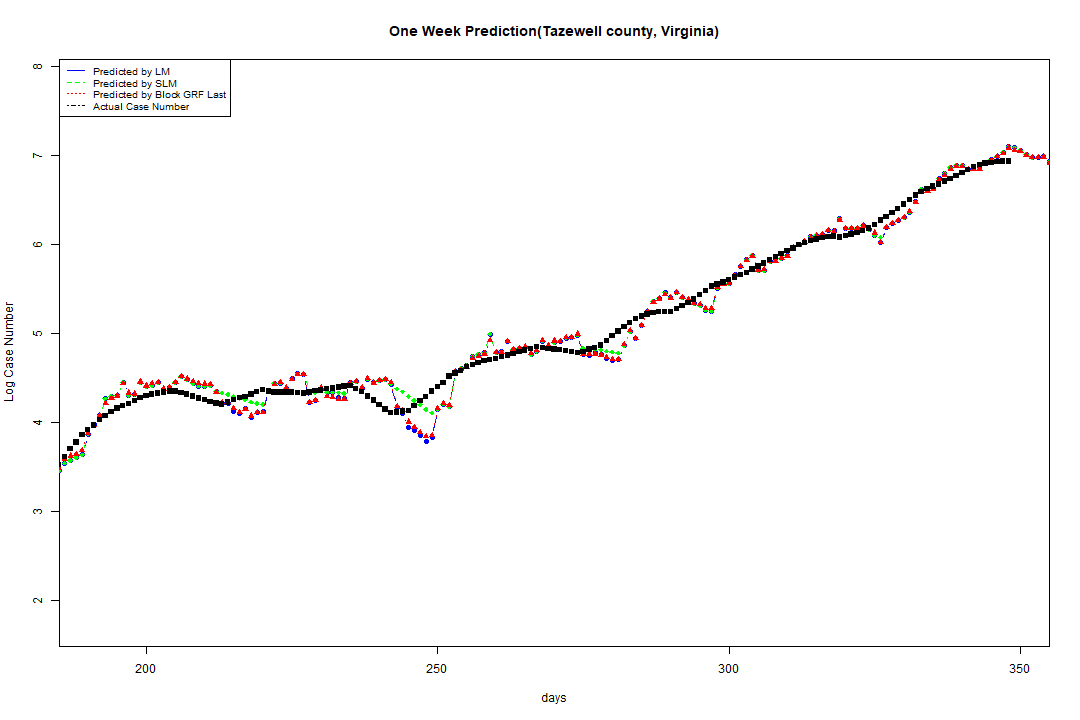 One Week Prediction(Tazewell county, Virginia)
Predicted by LM
Predicted by SLM
Predicted by Block GRF Last
Actual Case Number
Log Case Number
8
7
6
5
4
3
2
200
250
300
350
days